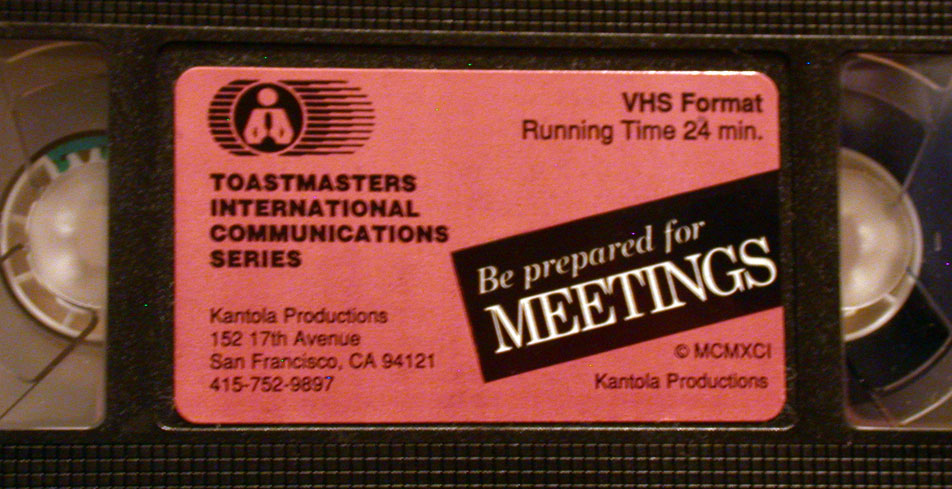 VHS Format
Running Time 24 min.
TOASTMASTERS
INTERNATIONAL
COMMUNICATIONS
SERIES
Be prepared for
MEETINGS
Kantola Productions
152 17th Avenue
San Francisco, CA 94121
415-752-9897
© MCMXCI
Kantola Productions